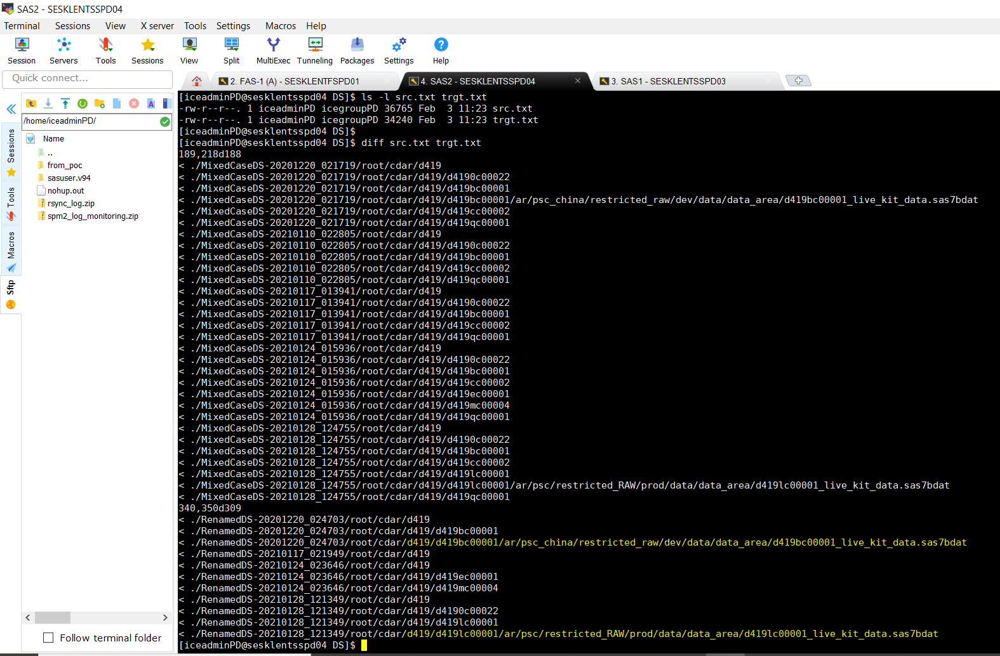 SAS2 - SESKLENTSSPD04
Terminal Sessions View X server Tools Settings Macros Help
Session Servers Tools Sessions View Split MultiExec Tunneling Packages Settings Help
Quick connect...
2. FAS-1 (A) - SESKLENTFSPD01
4. SAS2 - SESKLENTSSPD04
3. SAS1 - SESKLENTSSPD03
/home/iceadminPD/
Name
..
from_poc
sasuser.v94
nohup.out
rsync_log.zip
spm2_log_monitoring.zip
Sessions
Tools
Macros
Sftp
Follow terminal folder
[iceadminPD@sesklentsspd04 DS]$ ls -l src.txt trgt.txt
-rw-r--r--. 1 iceadminPD icegroupPD 36765 Feb  3 11:23 src.txt
-rw-r--r--. 1 iceadminPD icegroupPD 34240 Feb  3 11:23 trgt.txt
[iceadminPD@sesklentsspd04 DS]$
[iceadminPD@sesklentsspd04 DS]$ diff src.txt trgt.txt
189,218d188
< ./MixedCaseDS-20201220_021719/root/cdar/d419
< ./MixedCaseDS-20201220_021719/root/cdar/d419/d4190c00022
< ./MixedCaseDS-20201220_021719/root/cdar/d419/d419bc00001
< ./MixedCaseDS-20201220_021719/root/cdar/d419/d419bc00001/ar/psc_china/restricted_raw/dev/data/data_area/d419bc00001_live_kit_data.sas7bdat
< ./MixedCaseDS-20201220_021719/root/cdar/d419/d419cc00002
< ./MixedCaseDS-20201220_021719/root/cdar/d419/d419qc00001
< ./MixedCaseDS-20210110_022805/root/cdar/d419
< ./MixedCaseDS-20210110_022805/root/cdar/d419/d4190c00022
< ./MixedCaseDS-20210110_022805/root/cdar/d419/d419bc00001
< ./MixedCaseDS-20210110_022805/root/cdar/d419/d419cc00002
< ./MixedCaseDS-20210110_022805/root/cdar/d419/d419qc00001
< ./MixedCaseDS-20210117_013941/root/cdar/d419
< ./MixedCaseDS-20210117_013941/root/cdar/d419/d4190c00022
< ./MixedCaseDS-20210117_013941/root/cdar/d419/d419bc00001
< ./MixedCaseDS-20210117_013941/root/cdar/d419/d419cc00002
< ./MixedCaseDS-20210117_013941/root/cdar/d419/d419qc00001
< ./MixedCaseDS-20210124_015936/root/cdar/d419
< ./MixedCaseDS-20210124_015936/root/cdar/d419/d4190c00022
< ./MixedCaseDS-20210124_015936/root/cdar/d419/d419bc00001
< ./MixedCaseDS-20210124_015936/root/cdar/d419/d419cc00002
< ./MixedCaseDS-20210124_015936/root/cdar/d419/d419ec00001
< ./MixedCaseDS-20210124_015936/root/cdar/d419/d419mc00004
< ./MixedCaseDS-20210124_015936/root/cdar/d419/d419qc00001
< ./MixedCaseDS-20210128_124755/root/cdar/d419
< ./MixedCaseDS-20210128_124755/root/cdar/d419/d4190c00022
< ./MixedCaseDS-20210128_124755/root/cdar/d419/d419bc00001
< ./MixedCaseDS-20210128_124755/root/cdar/d419/d419cc00002
< ./MixedCaseDS-20210128_124755/root/cdar/d419/d419lc00001
< ./MixedCaseDS-20210128_124755/root/cdar/d419/d419lc00001/ar/psc/restricted_RAW/prod/data/data_area/d419lc00001_live_kit_data.sas7bdat
< ./MixedCaseDS-20210128_124755/root/cdar/d419/d419qc00001
340,350d309
< ./RenamedDS-20201220_024703/root/cdar/d419
< ./RenamedDS-20201220_024703/root/cdar/d419/d419bc00001
< ./RenamedDS-20201220_024703/root/cdar/d419/d419bc00001/ar/psc_china/restricted_raw/dev/data/data_area/d419bc00001_live_kit_data.sas7bdat
< ./RenamedDS-20210117_021949/root/cdar/d419
< ./RenamedDS-20210124_023646/root/cdar/d419
< ./RenamedDS-20210124_023646/root/cdar/d419/d419ec00001
< ./RenamedDS-20210124_023646/root/cdar/d419/d419mc00004
< ./RenamedDS-20210128_121349/root/cdar/d419
< ./RenamedDS-20210128_121349/root/cdar/d419/d4190c00022
< ./RenamedDS-20210128_121349/root/cdar/d419/d419lc00001
< ./RenamedDS-20210128_121349/root/cdar/d419/d419lc00001/ar/psc/restricted_RAW/prod/data/data_area/d419lc00001_live_kit_data.sas7bdat
[iceadminPD@sesklentsspd04 DS]$